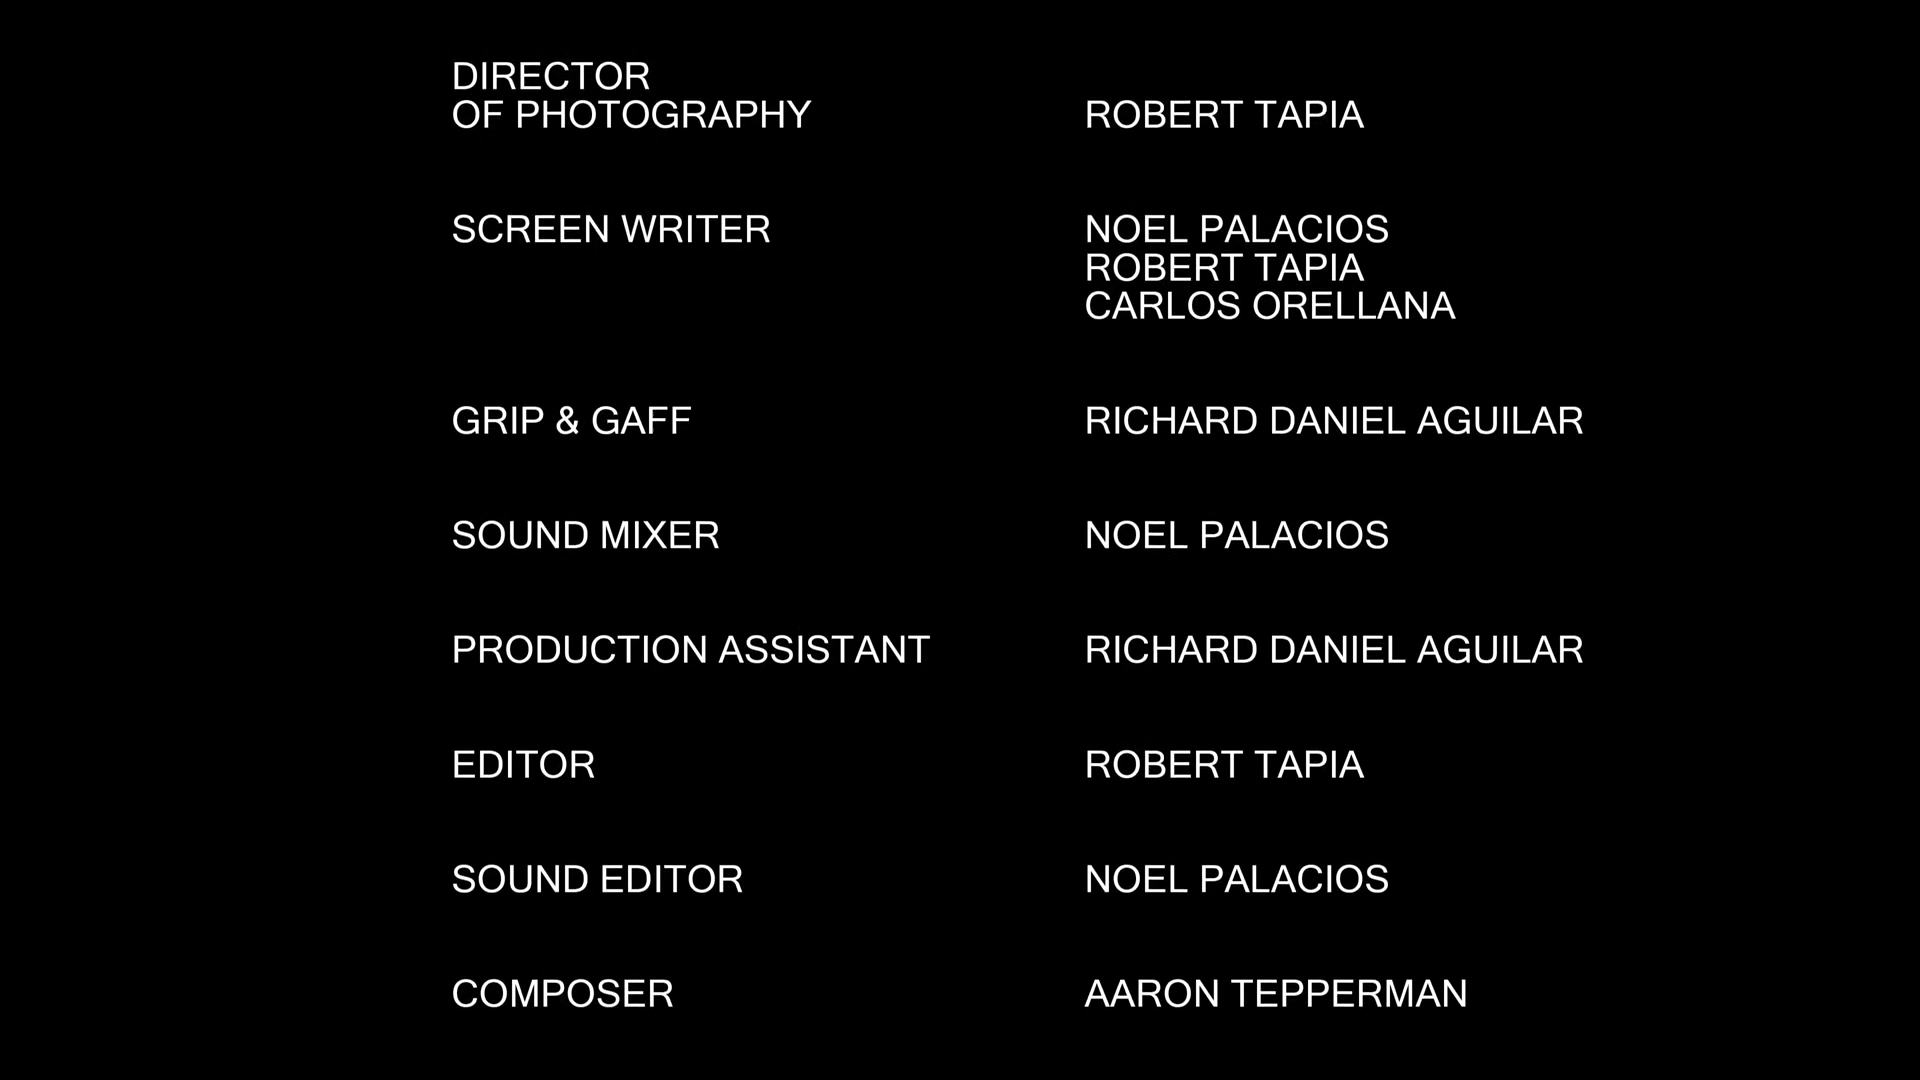 DIRECTOR
OF PHOTOGRAPHY ROBERT TAPIA
SCREEN WRITER NOEL PALACIOS
ROBERT TAPIA
CARLOS ORELLANA
GRIP & GAFF RICHARD DANIEL AGUILAR
SOUND MIXER NOEL PALACIOS
PRODUCTION ASSISTANT RICHARD DANIEL AGUILAR
EDITOR ROBERT TAPIA
SOUND EDITOR NOEL PALACIOS
COMPOSER AARON TEPPERMAN